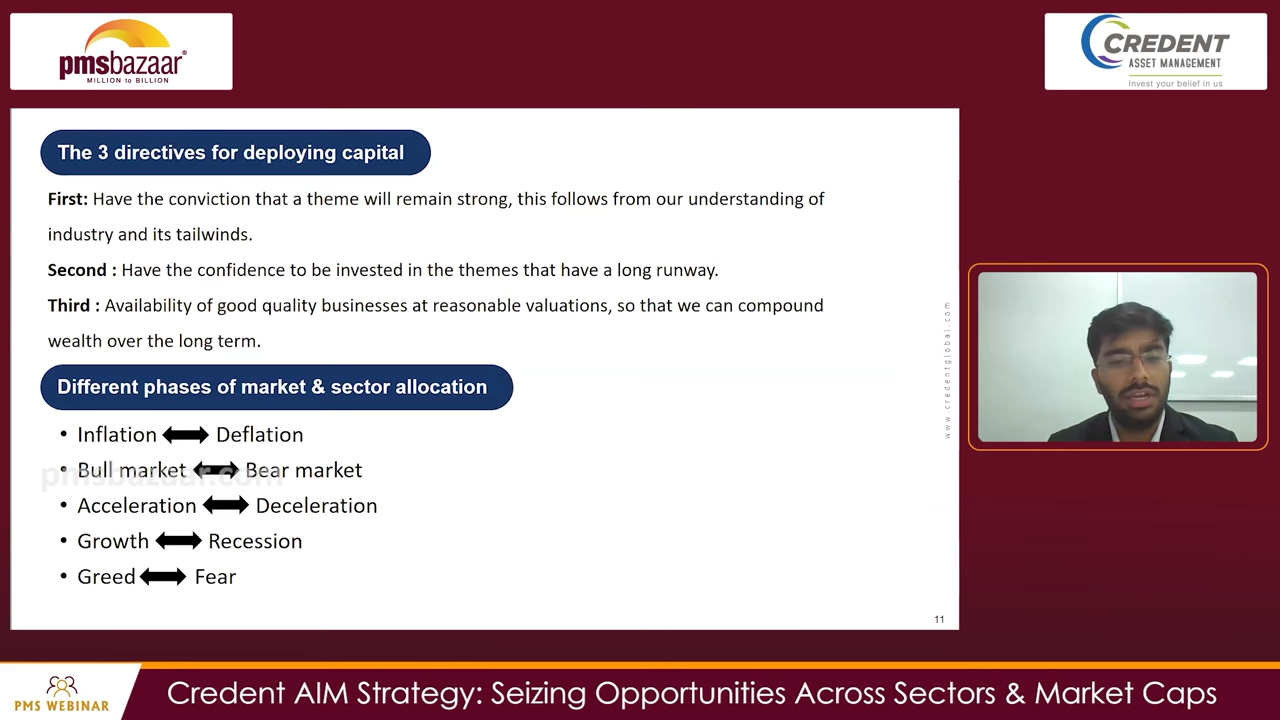 pmsbazaar®
MILLION to BILLION
CREDENT
ASSET MANAGEMENT
Invest your belief in us
The 3 directives for deploying capital
First: Have the conviction that a theme will remain strong, this follows from our understanding of
industry and its tailwinds.
Second : Have the confidence to be invested in the themes that have a long runway.
Third : Availability of good quality businesses at reasonable valuations, so that we can compound
wealth over the long term.
Different phases of market & sector allocation
• Inflation Deflation
• Bull market Bear market
pmsbazaar.com
• Acceleration Deceleration
• Growth Recession
• Greed Fear
www.credentglobal.com
11
PMS WEBINAR
Credent AIM Strategy: Seizing Opportunities Across Sectors & Market Caps